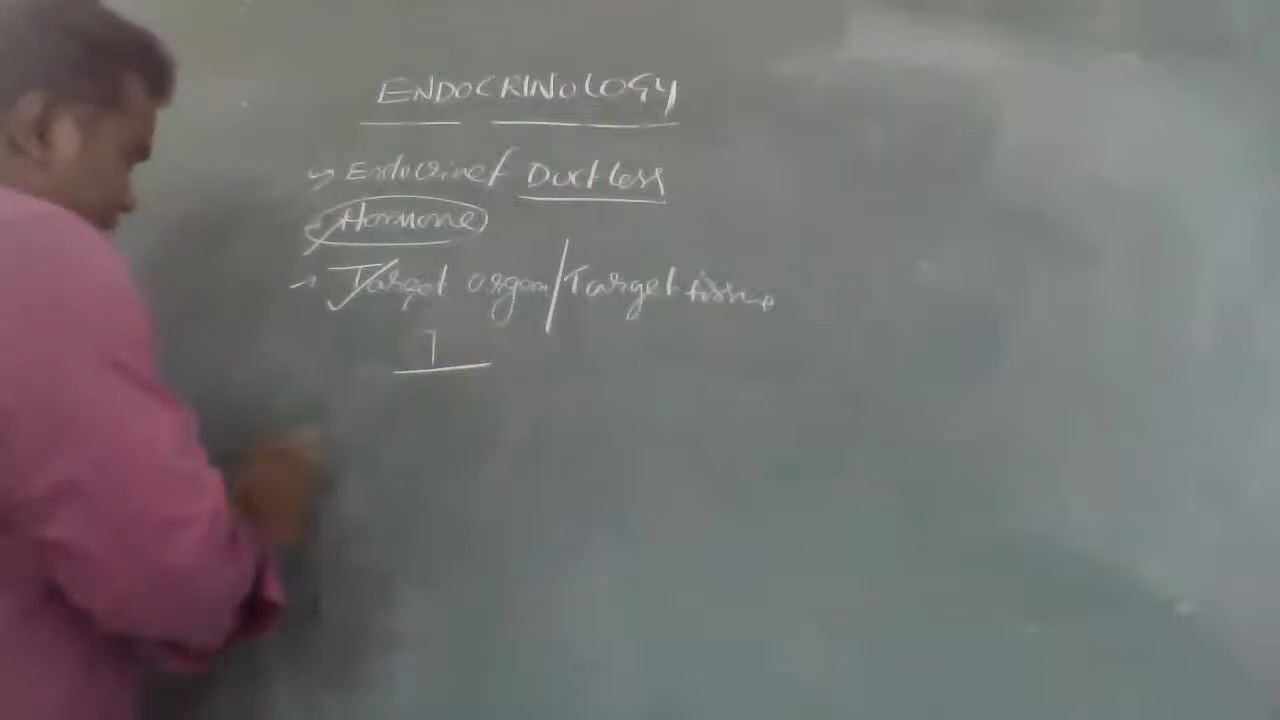 ENDOCRINOLOGY
→ Endocrine/ Ductless
Hormone
→ Target organ/Target tissue